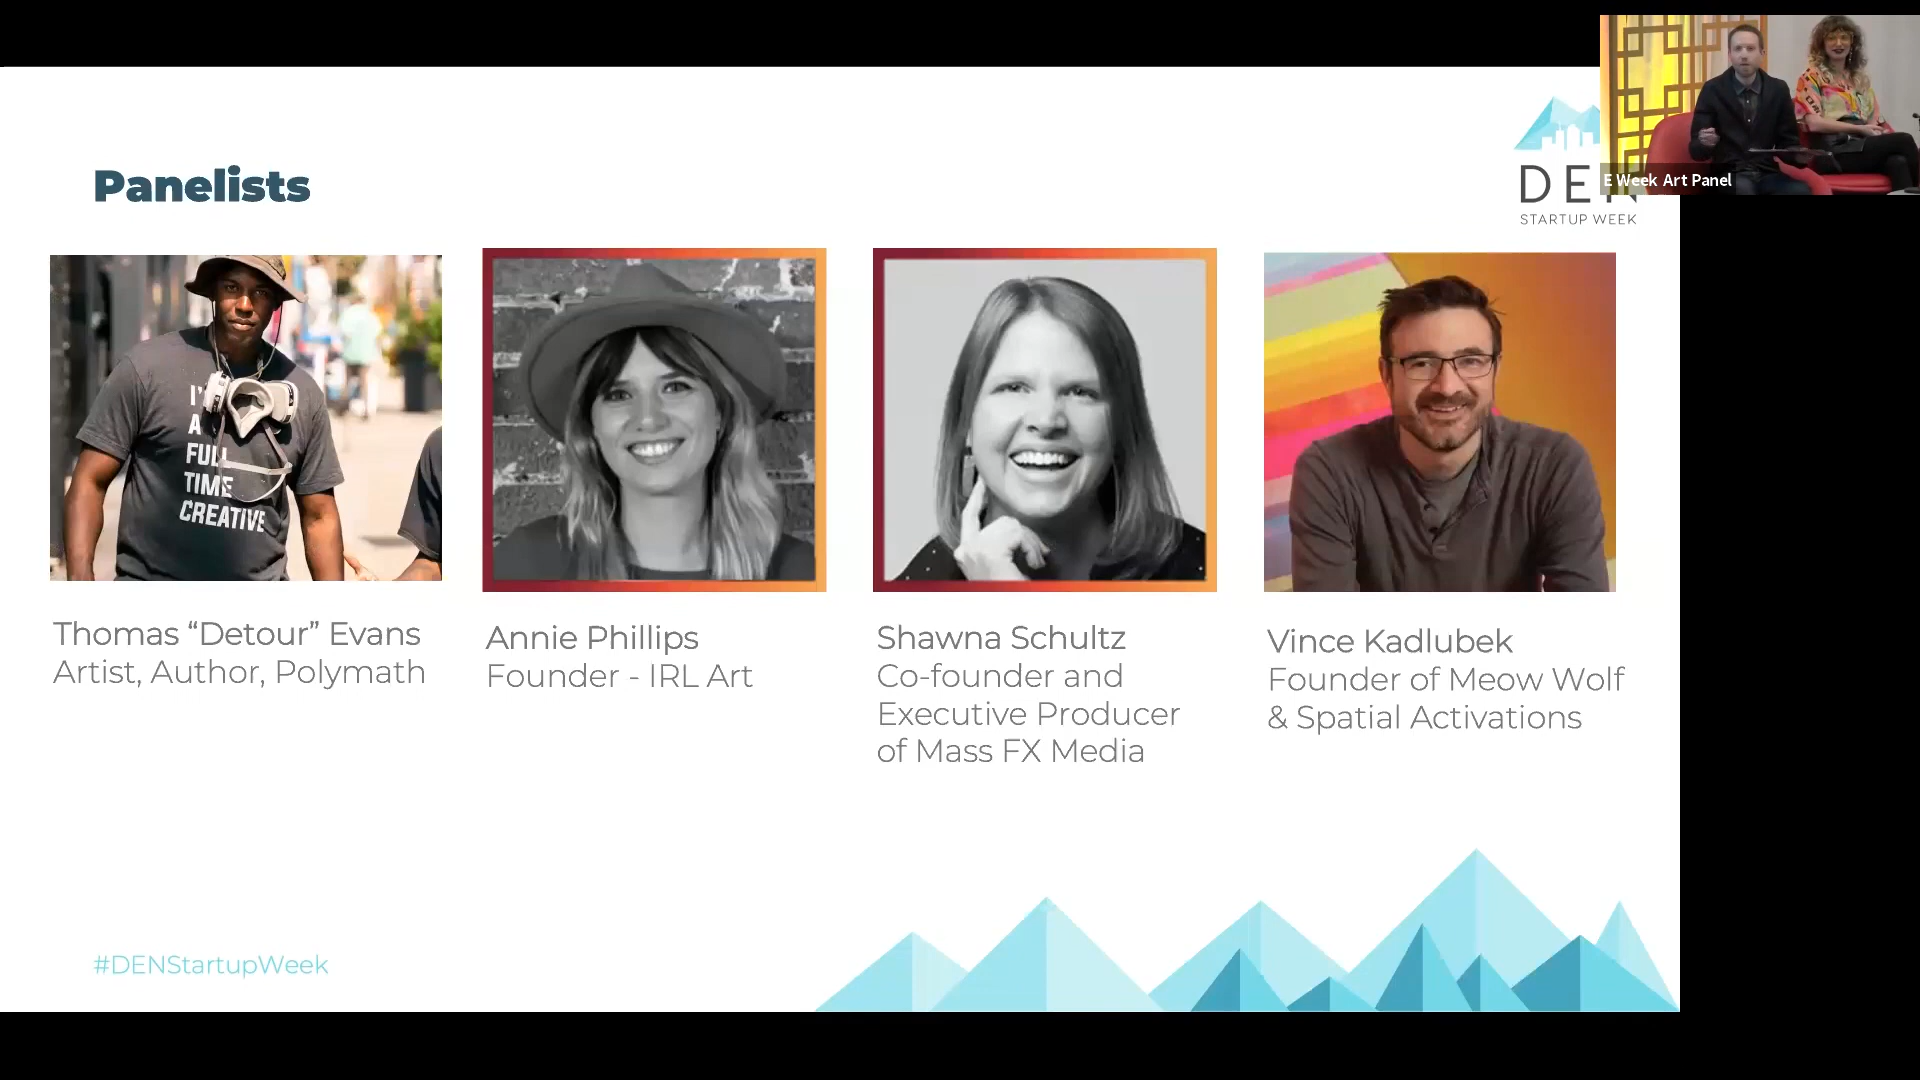 Panelists
DEN
STARTUP WEEK
E Week Art Panel
I'
A
FULL
TIME
CREATIVE
Thomas “Detour” Evans
Artist, Author, Polymath
Annie Phillips
Founder - IRL Art
Shawna Schultz
Co-founder and
Executive Producer
of Mass FX Media
Vince Kadlubek
Founder of Meow Wolf
& Spatial Activations
#DENStartupWeek